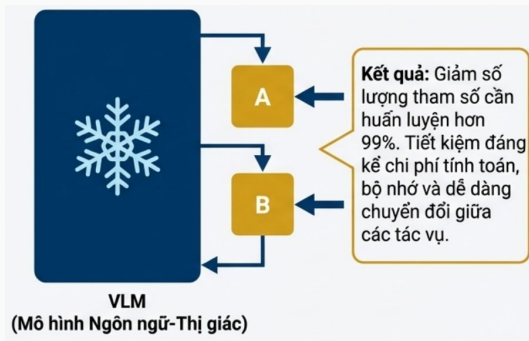 A
B
Kết quả: Giảm số
lượng tham số cần
huấn luyện hơn
99%. Tiết kiệm đáng
kể chi phí tính toán,
bộ nhớ và dễ dàng
chuyển đổi giữa
các tác vụ.
VLM
(Mô hình Ngôn ngữ-Thị giác)